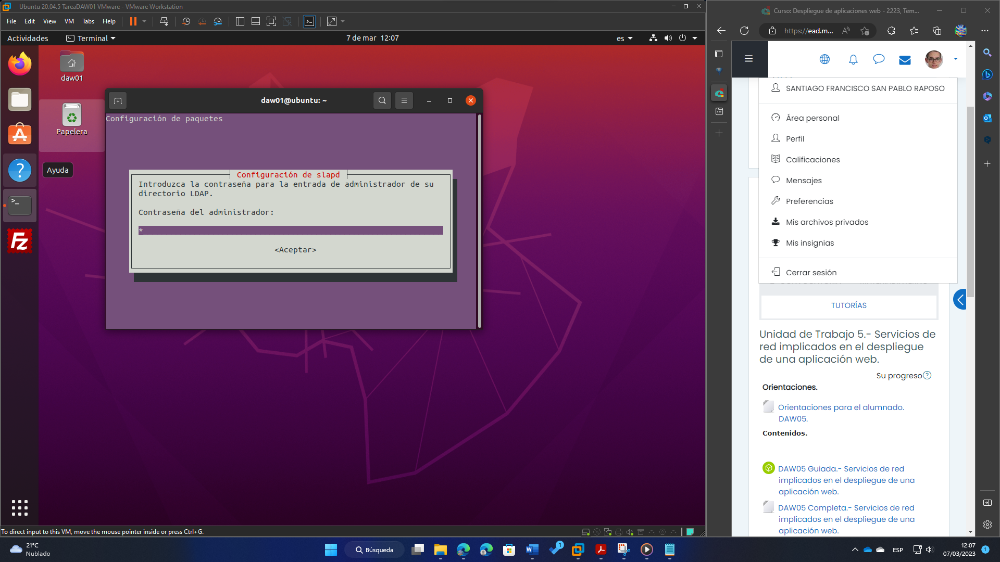 Ubuntu 20.04.5 TareaDAW01 VMware - VMware Workstation
File Edit View VM Tabs Help
Actividades
Terminal
7 de mar 12:07
es
daw01
Papelera
Ayuda
daw01@ubuntu: ~
Configuración de paquetes
Configuración de slapd
Introduzca la contraseña para la entrada de administrador de su
directorio LDAP.
Contraseña del administrador:
*
<Aceptar>
To direct input to this VM, move the mouse pointer inside or press Ctrl+G.
Curso: Despliegue de aplicaciones web - 2223, Tem...
https://ead.m...
SANTIAGO FRANCISCO SAN PABLO RAPOSO
Área personal
Perfil
Calificaciones
Mensajes
Preferencias
Mis archivos privados
Mis insignias
Cerrar sesión
TUTORÍAS
Unidad de Trabajo 5.- Servicios de
red implicados en el despliegue
de una aplicación web.
Su progreso
Orientaciones.
Orientaciones para el alumnado.
DAW05.
Contenidos.
DAW05 Guiada.- Servicios de red
implicados en el despliegue de una
aplicación web.
DAW05 Completa.- Servicios de red
implicados en el despliegue de una
aplicación web.
21°C
Nublado
Búsqueda
1
ESP
12:07
07/03/2023
1